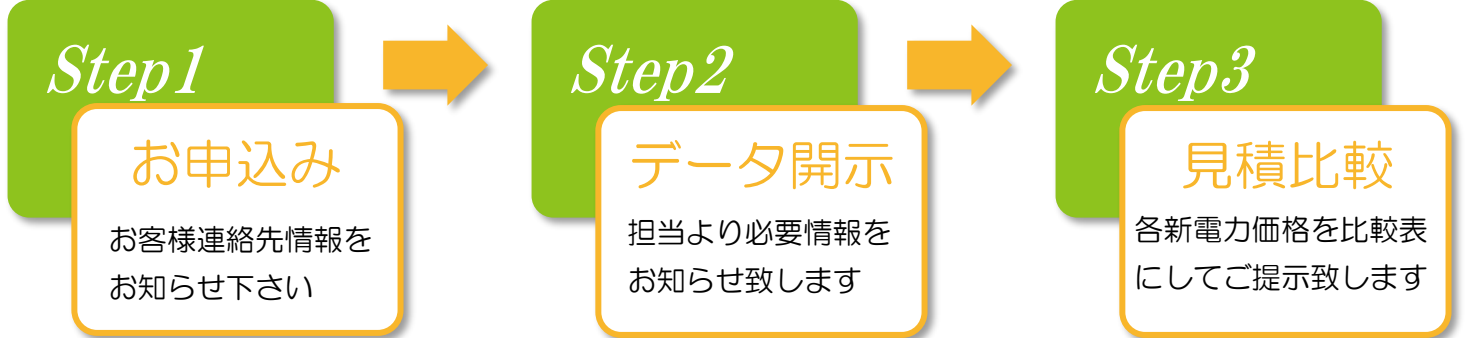 Step1
お申込み
お客様連絡先情報を
お知らせ下さい
Step2
データ開示
担当より必要情報を
お知らせ致します
Step3
見積比較
各新電力価格を比較表
にしてご提示致します